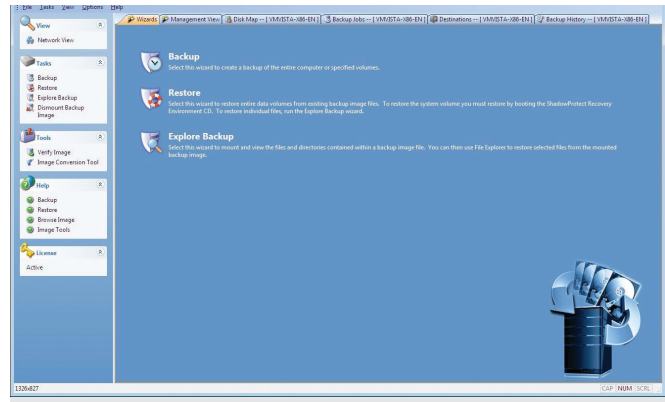 File Tasks View Options Help
Wizards Management View Disk Map -- [ VMVISTA-X86-EN ] Backup Jobs -- [ VMVISTA-X86-EN ] Destinations -- [ VMVISTA-X86-EN ] Backup History -- [ VMVISTA-X86-EN ]
View
Network View
Tasks
Backup
Restore
Explore Backup
Dismount Backup
Image
Tools
Verify Image
Image Conversion Tool
Help
Backup
Restore
Browse Image
Image Tools
License
Active
Backup
Select this wizard to create a backup of the entire computer or specified volumes.
Restore
Select this wizard to restore entire data volumes from existing backup image files. To restore the system volume you must restore by booting the ShadowProtect Recovery
Environment CD. To restore individual files, run the Explore Backup wizard.
Explore Backup
Select this wizard to mount and view the files and directories contained within a backup image file. You can then use File Explorer to restore selected files from the mounted
backup image.
1326x827 CAP NUM SCRL